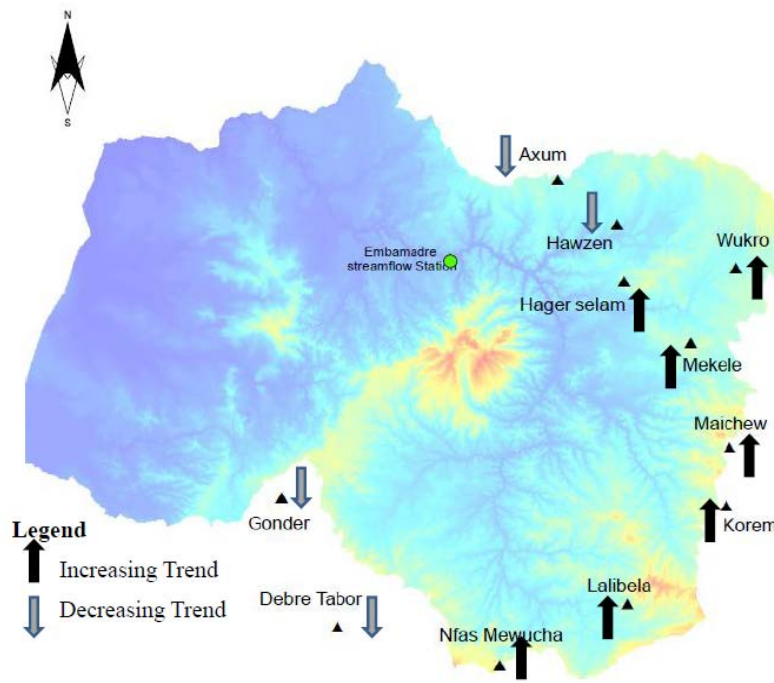 N
S
Axum
Hawzen
Wukro
Embamadre
streamflow Station
Hager selam
Mekele
Maichew
Gonder
Korem
Legend
Increasing Trend
Decreasing Trend
Debre Tabor
Lalibela
Nfas Mewucha